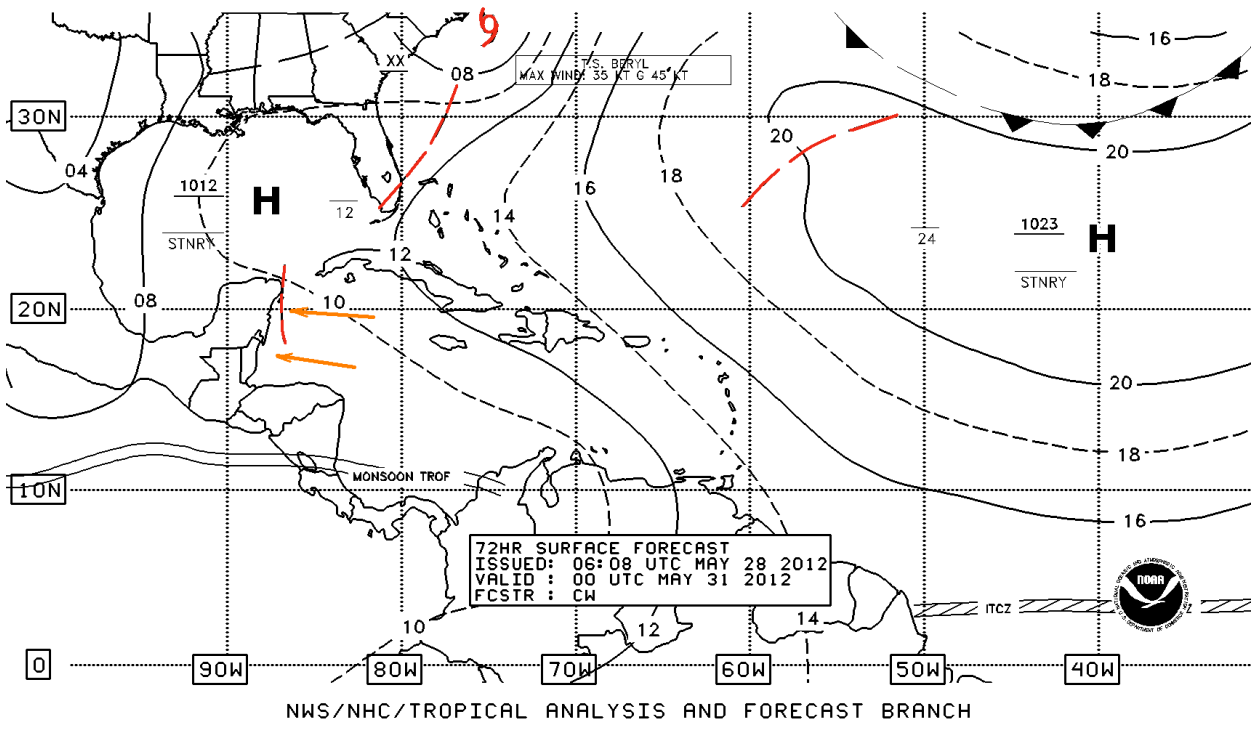 16
XX
08
T.S. BERYL
MAX WIND: 35 KT G 45 KT
18
30N
20
20
04
1012
H
18
16
12
14
1023
H
24
STNRY
12
STNRY
08
10
20N
20
18
MONSOON TROF
10N
16
72HR SURFACE FORECAST
ISSUED: 06:08 UTC MAY 28 2012
VALID : 00 UTC MAY 31 2012
FCSTR : CW
NOAA
ITCZ
Z
10
12
14
0
90W
80W
70W
60W
50W
40W
NWS/NHC/TROPICAL ANALYSIS AND FORECAST BRANCH